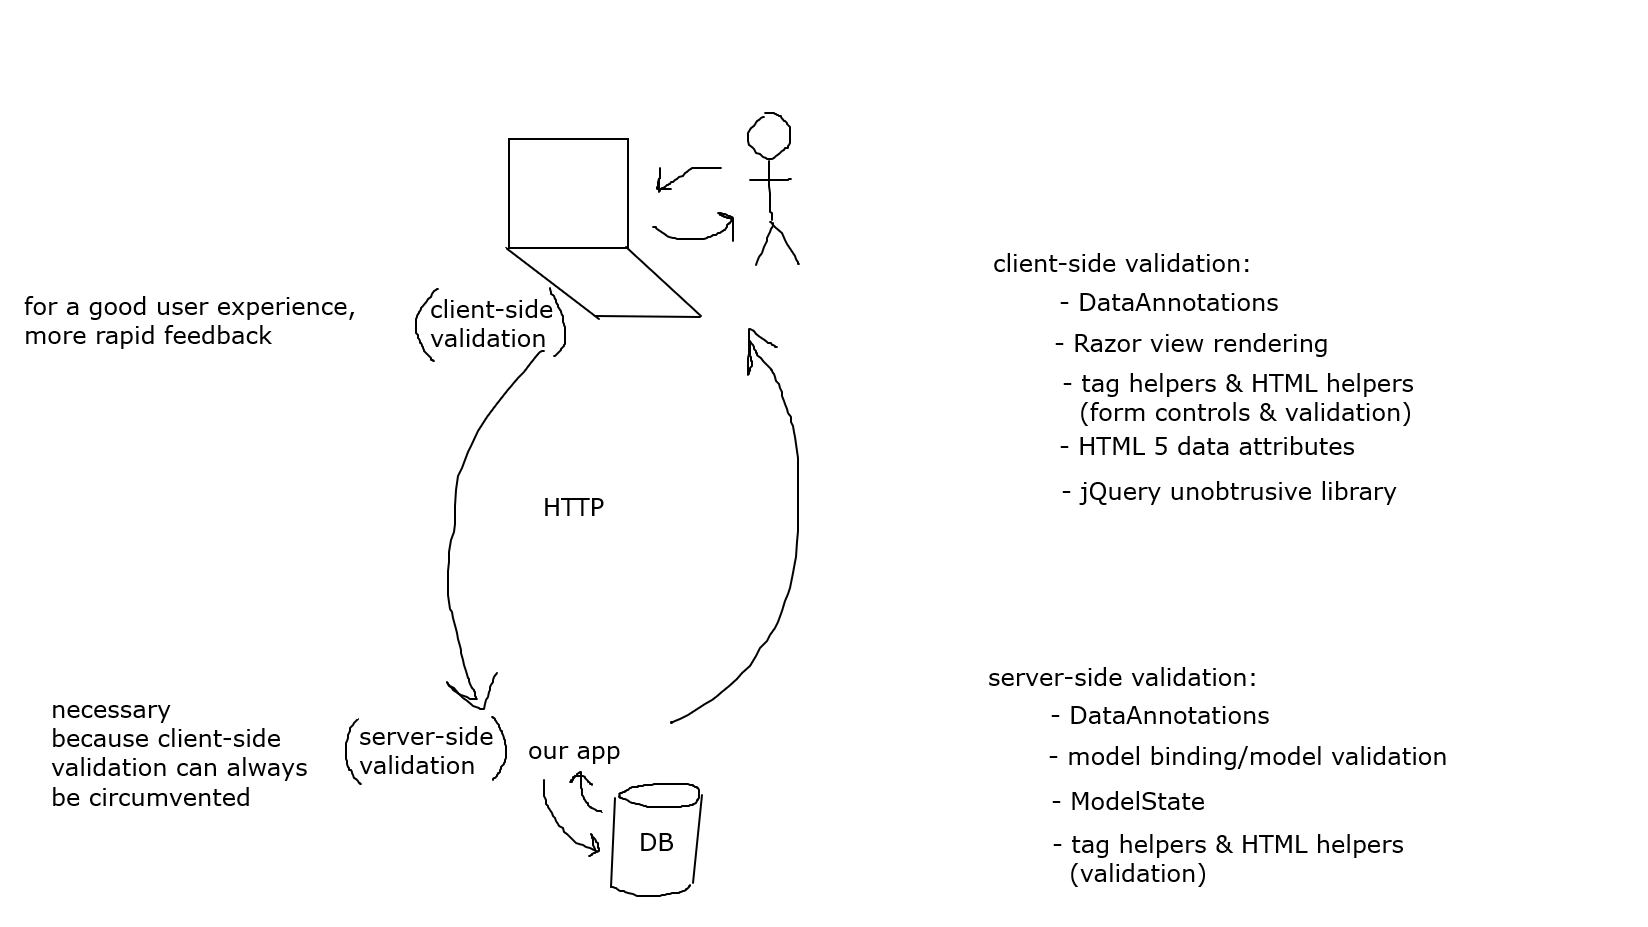 for a good user experience,
more rapid feedback
(client-side
validation)
HTTP
necessary
because client-side
validation can always
be circumvented
(server-side
validation)
our app
DB
client-side validation:
- DataAnnotations
- Razor view rendering
- tag helpers & HTML helpers
(form controls & validation)
- HTML 5 data attributes
- jQuery unobtrusive library
server-side validation:
- DataAnnotations
- model binding/model validation
- ModelState
- tag helpers & HTML helpers
(validation)